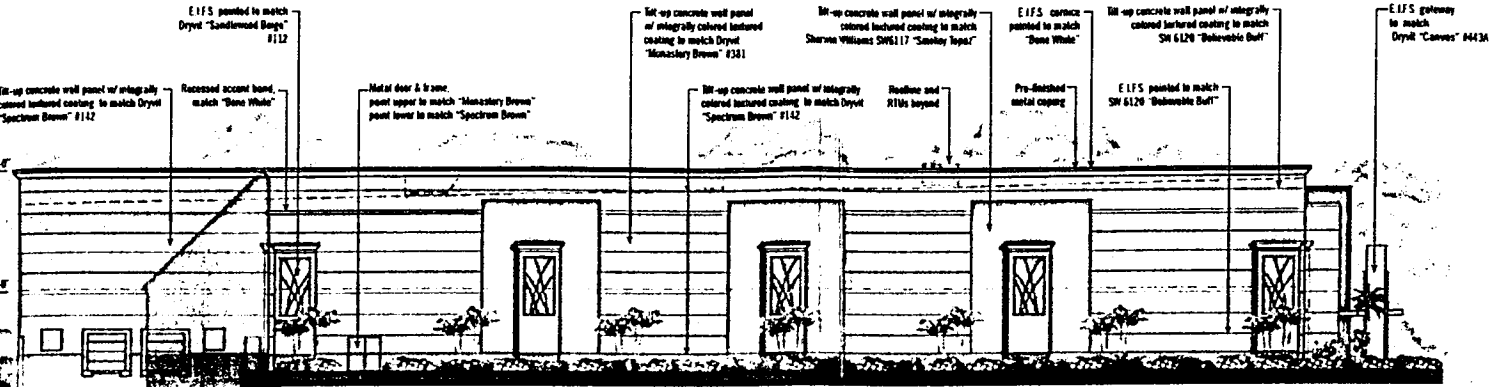 E.I.F.S. painted to match
Dryvit "Sandlewood Beige"
#112
Tilt-up concrete wall panel
w/ integrally colored textured
coating to match Dryvit
"Monastery Brown" #381
Tilt-up concrete wall panel w/ integrally
colored textured coating to match
Sherwin Williams SW6117 "Smokey Topaz"
E.I.F.S. cornice
painted to match
"Bone White"
Tilt-up concrete wall panel w/ integrally
colored textured coating to match
SW 6120 "Believable Buff"
E.I.F.S. gateway
to match
Dryvit "Canvas" #443A
Tilt-up concrete wall panel w/ integrally
colored textured coating to match Dryvit
"Spectrum Brown" #142
Recessed accent band,
match "Bone White"
Metal door & frame,
paint upper to match "Monastery Brown"
paint lower to match "Spectrum Brown"
Tilt-up concrete wall panel w/ integrally
colored textured coating to match Dryvit
"Spectrum Brown" #142
Roofline and
RTUs beyond
Pre-finished
metal coping
E.I.F.S. painted to match
SW 6120 "Believable Buff"